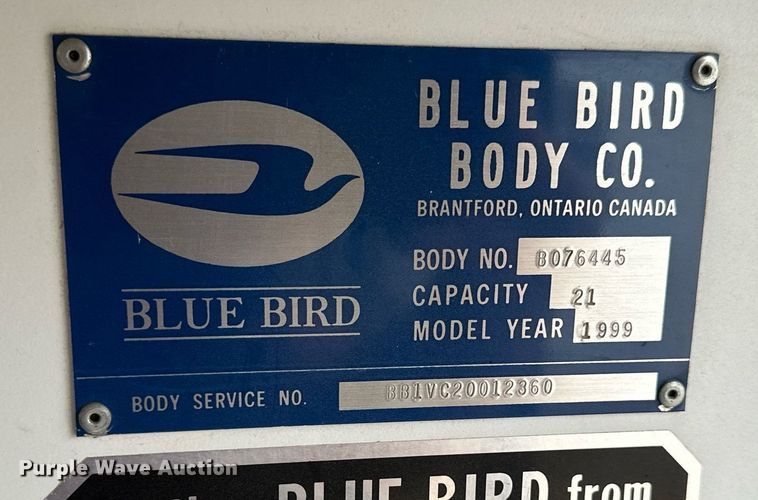 BLUE BIRD
BODY CO.
BRANTFORD, ONTARIO CANADA
BODY NO. B076445
CAPACITY 21
MODEL YEAR 1999
BLUE BIRD
BODY SERVICE NO. BB1VC20012360
Purple Wave Auction
BLUE BIRD from